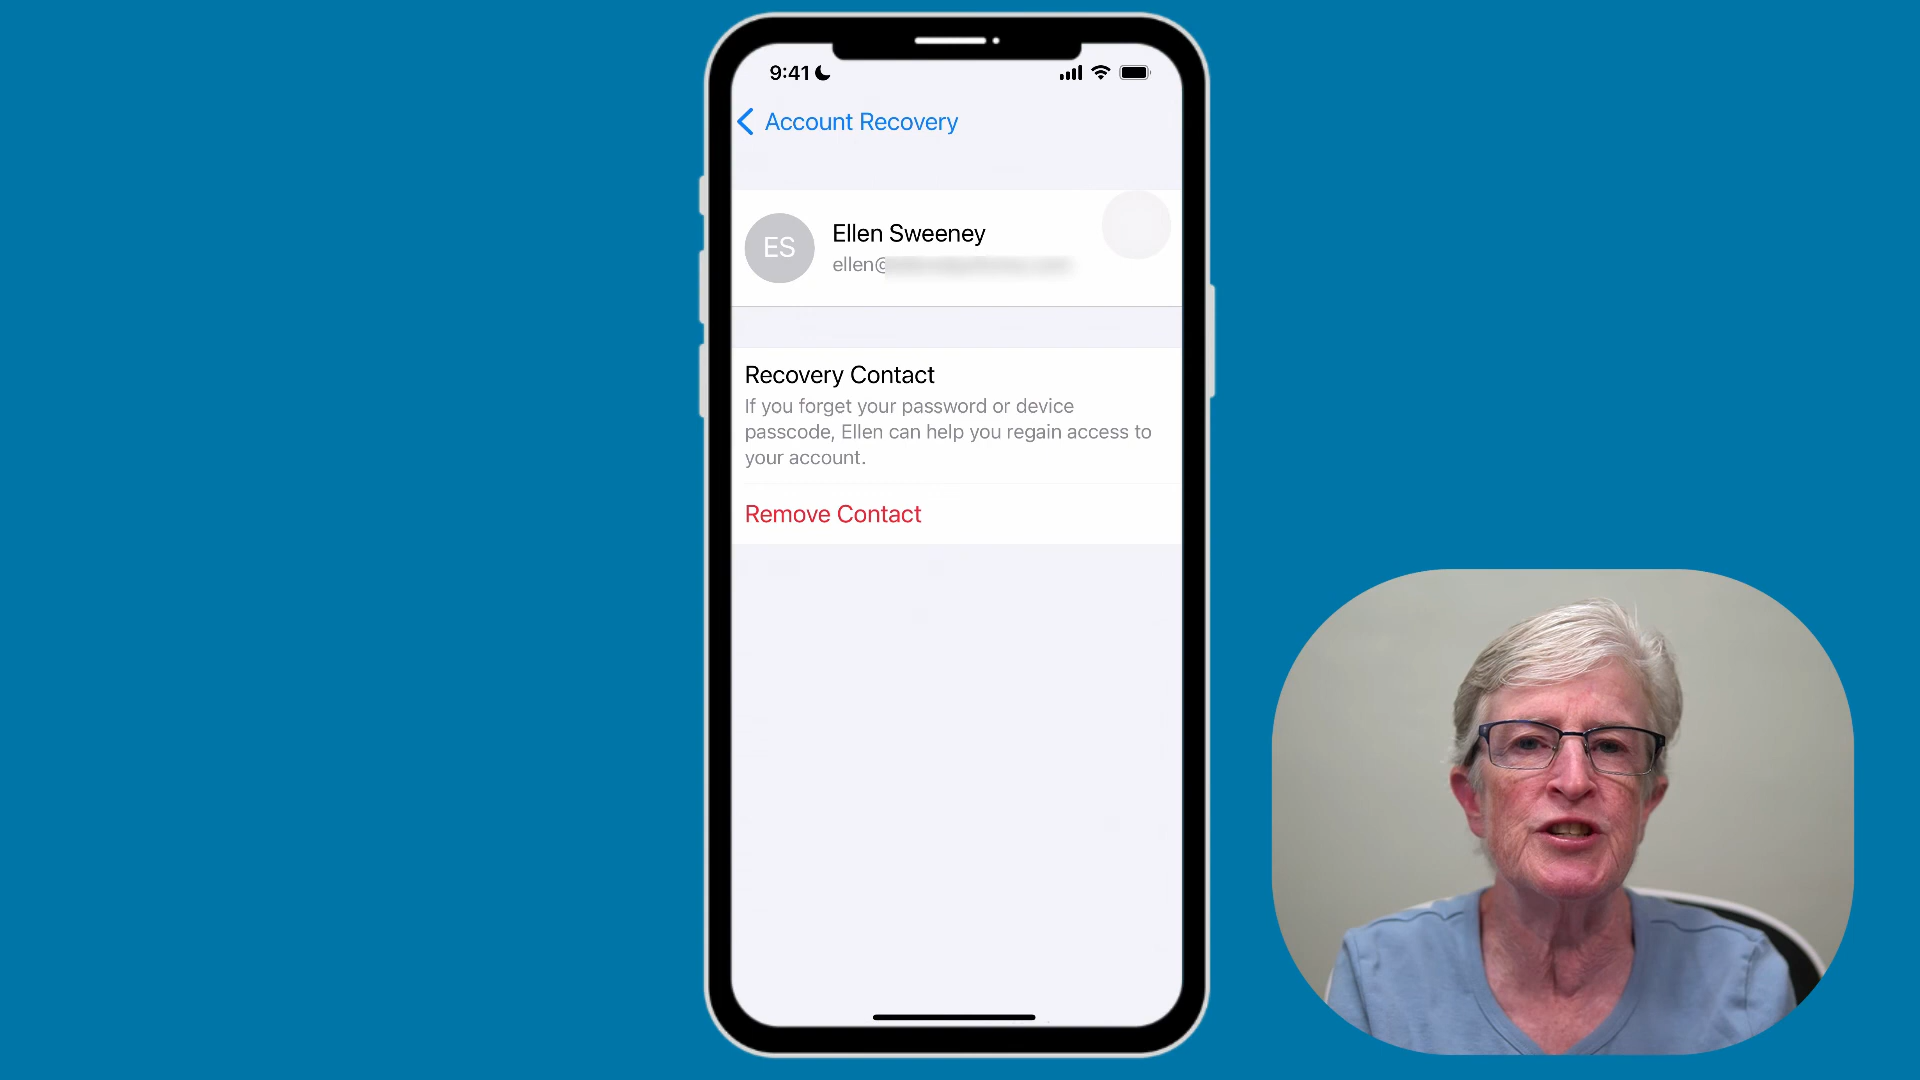 9:41
Account Recovery
ES
Ellen Sweeney
ellen@
Recovery Contact
If you forget your password or device
passcode, Ellen can help you regain access to
your account.
Remove Contact